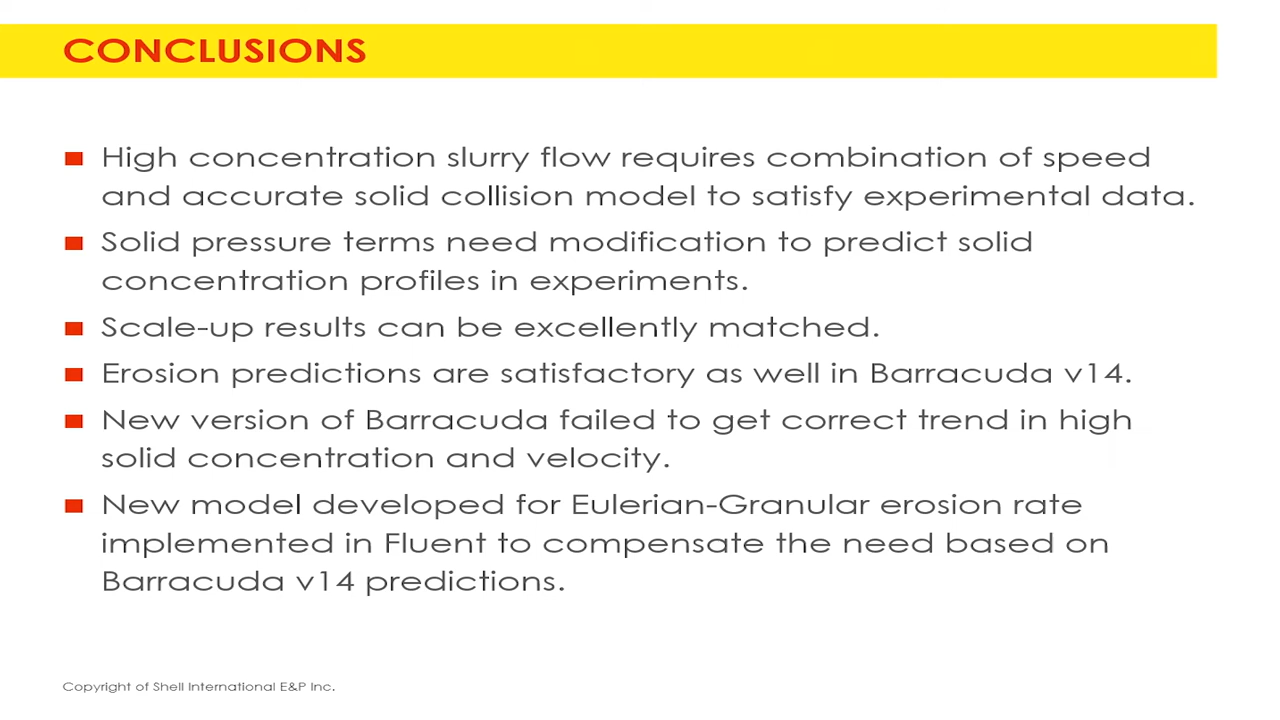 CONCLUSIONS
High concentration slurry flow requires combination of speed
and accurate solid collision model to satisfy experimental data.
Solid pressure terms need modification to predict solid
concentration profiles in experiments.
Scale-up results can be excellently matched.
Erosion predictions are satisfactory as well in Barracuda v14.
New version of Barracuda failed to get correct trend in high
solid concentration and velocity.
New model developed for Eulerian-Granular erosion rate
implemented in Fluent to compensate the need based on
Barracuda v14 predictions.
Copyright of Shell International E&P Inc.